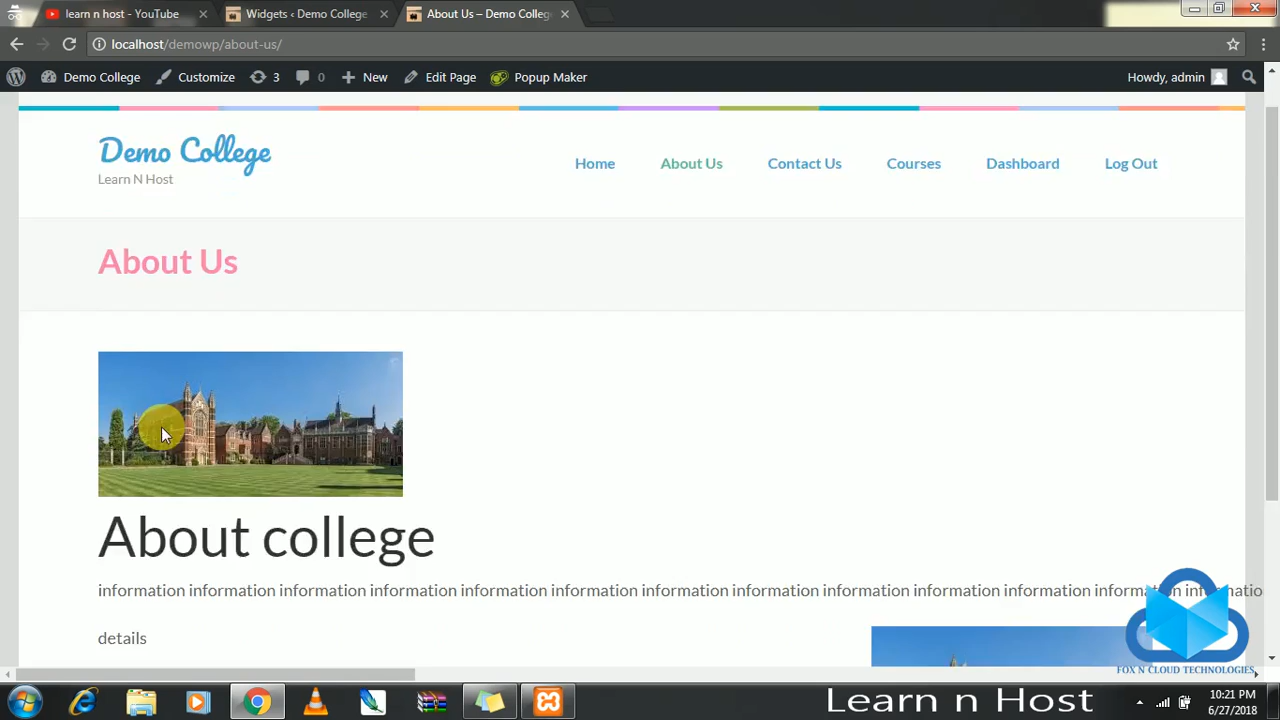 learn n host - YouTube
Widgets ‹ Demo College
About Us – Demo Colleg
localhost/demowp/about-us/
Demo College
Customize
3
0
New
Edit Page
Popup Maker
Howdy, admin
Demo College
Learn N Host
Home
About Us
Contact Us
Courses
Dashboard
Log Out
About Us
About college
information information information information information information information information information information information information informatio
details
FOX N CLOUD TECHNOLOGIES
Learn n Host
10:21 PM
6/27/2018